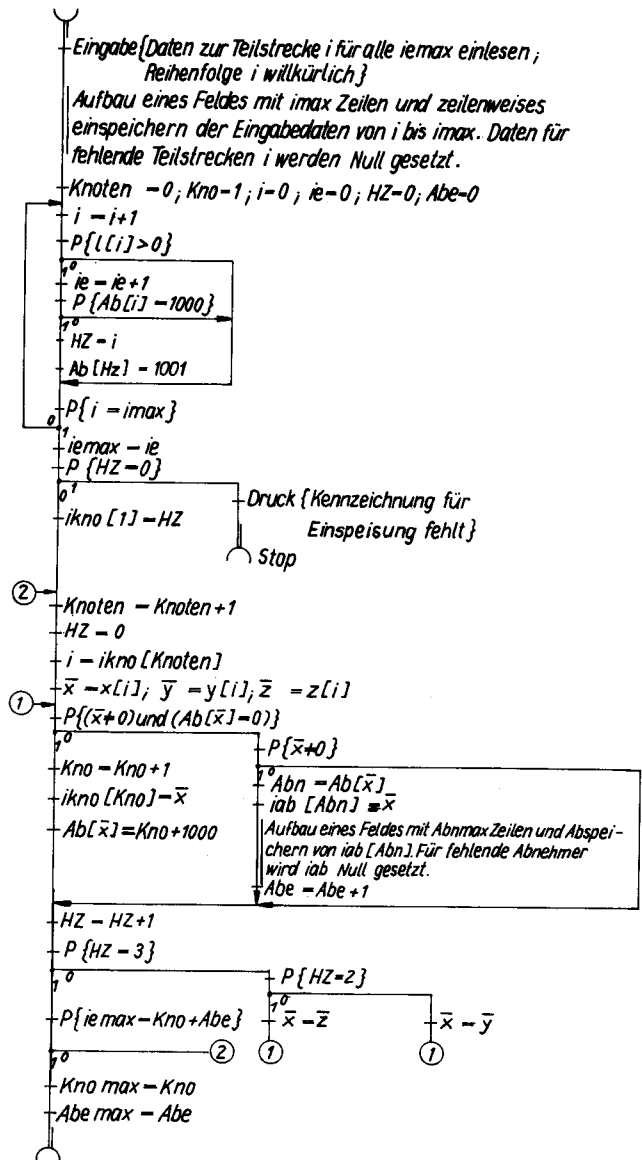 Eingabe{Daten zur Teilstrecke i für alle iemax einlesen;
Reihenfolge i willkürlich}
Aufbau eines Feldes mit imax Zeilen und zeilenweises
einspeichern der Eingabedaten von i bis imax. Daten für
fehlende Teilstrecken i werden Null gesetzt.
Knoten =0; Kno=1; i=0; ie=0; HZ=0; Abe=0
i = i+1
P{l[i]>0}
1 0
ie = ie+1
P{Ab[i] = 1000}
1 0
HZ = i
Ab[Hz] = 1001
P{i = imax}
0 1
iemax = ie
P{HZ=0}
0 1
Druck{Kennzeichnung für
Einspeisung fehlt}
ikno[1] = HZ
Stop
2
Knoten = Knoten+1
HZ = 0
i = ikno[Knoten]
x̅ = x[i]; y̅ = y[i]; z̅ = z[i]
1
P{(x̅≠0)und(Ab[x̅]=0)}
1 0
P{x̅≠0}
1 0
Kno = Kno+1
Abn = Ab[x̅]
ikno[Kno] = x̅
iab[Abn] = x̅
Ab[x̅] = Kno+1000
Aufbau eines Feldes mit Abnmax Zeilen und Abspei-
chern von iab[Abn]. Für fehlende Abnehmer
wird iab Null gesetzt.
Abe = Abe+1
HZ = HZ+1
P{HZ = 3}
1 0
P{HZ=2}
1 0
P{iemax = Kno+Abe}
x̅ = z̅
x̅ = y̅
1 0
2
1
1
Kno max = Kno
Abe max = Abe